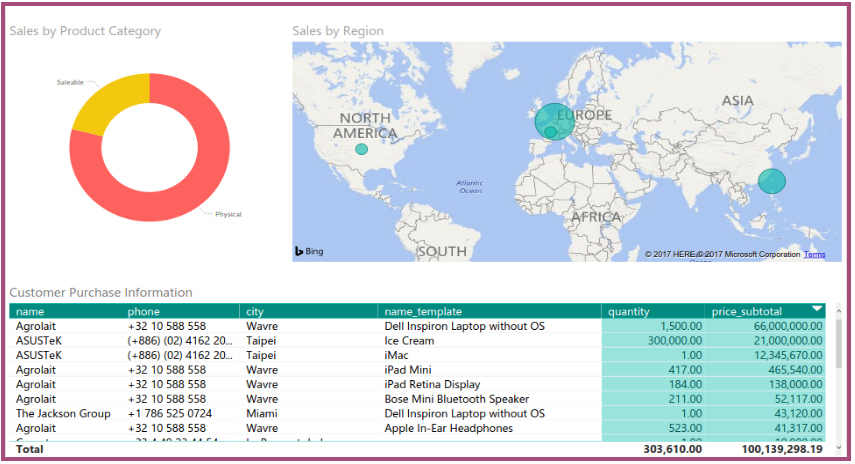 Sales by Product Category
Sales by Region
Saleable
Physical
NORTH
AMERICA
EUROPE
ASIA
Atlantic
Ocean
AFRICA
SOUTH
Bing
© 2017 HERE, © 2017 Microsoft Corporation Terms
Customer Purchase Information
name phone city name_template quantity price_subtotal
Agrolait +32 10 588 558 Wavre Dell Inspiron Laptop without OS 1,500.00 66,000,000.00
ASUSTeK (+886) (02) 4162 20... Taipei Ice Cream 300,000.00 21,000,000.00
ASUSTeK (+886) (02) 4162 20... Taipei iMac 1.00 12,345,670.00
Agrolait +32 10 588 558 Wavre iPad Mini 417.00 465,540.00
Agrolait +32 10 588 558 Wavre iPad Retina Display 184.00 138,000.00
Agrolait +32 10 588 558 Wavre Bose Mini Bluetooth Speaker 211.00 52,117.00
The Jackson Group +1 786 525 0724 Miami Dell Inspiron Laptop without OS 1.00 43,120.00
Agrolait +32 10 588 558 Wavre Apple In-Ear Headphones 523.00 41,317.00
Total 303,610.00 100,139,298.19